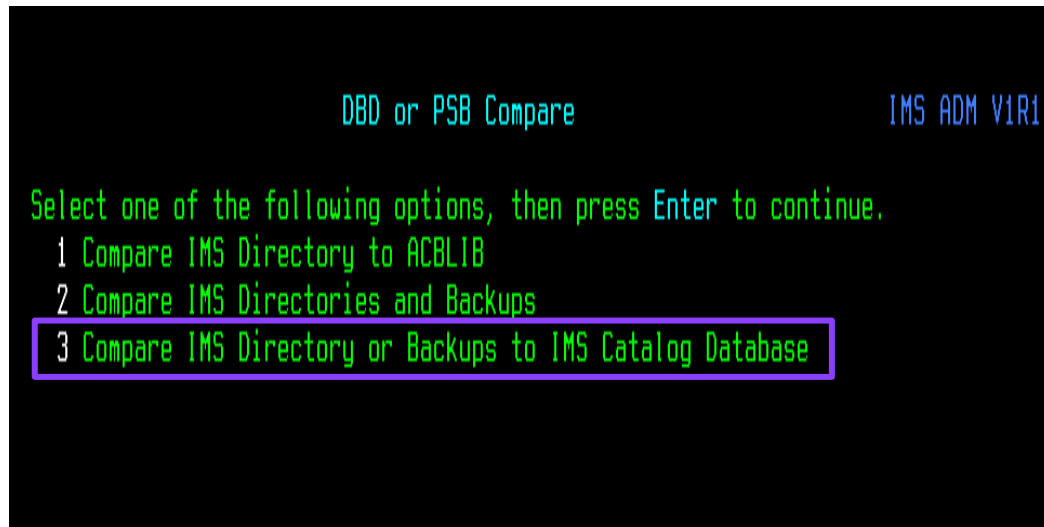 DBD or PSB Compare IMS ADM V1R1
Select one of the following options, then press Enter to continue.
1 Compare IMS Directory to ACBLIB
2 Compare IMS Directories and Backups
3 Compare IMS Directory or Backups to IMS Catalog Database